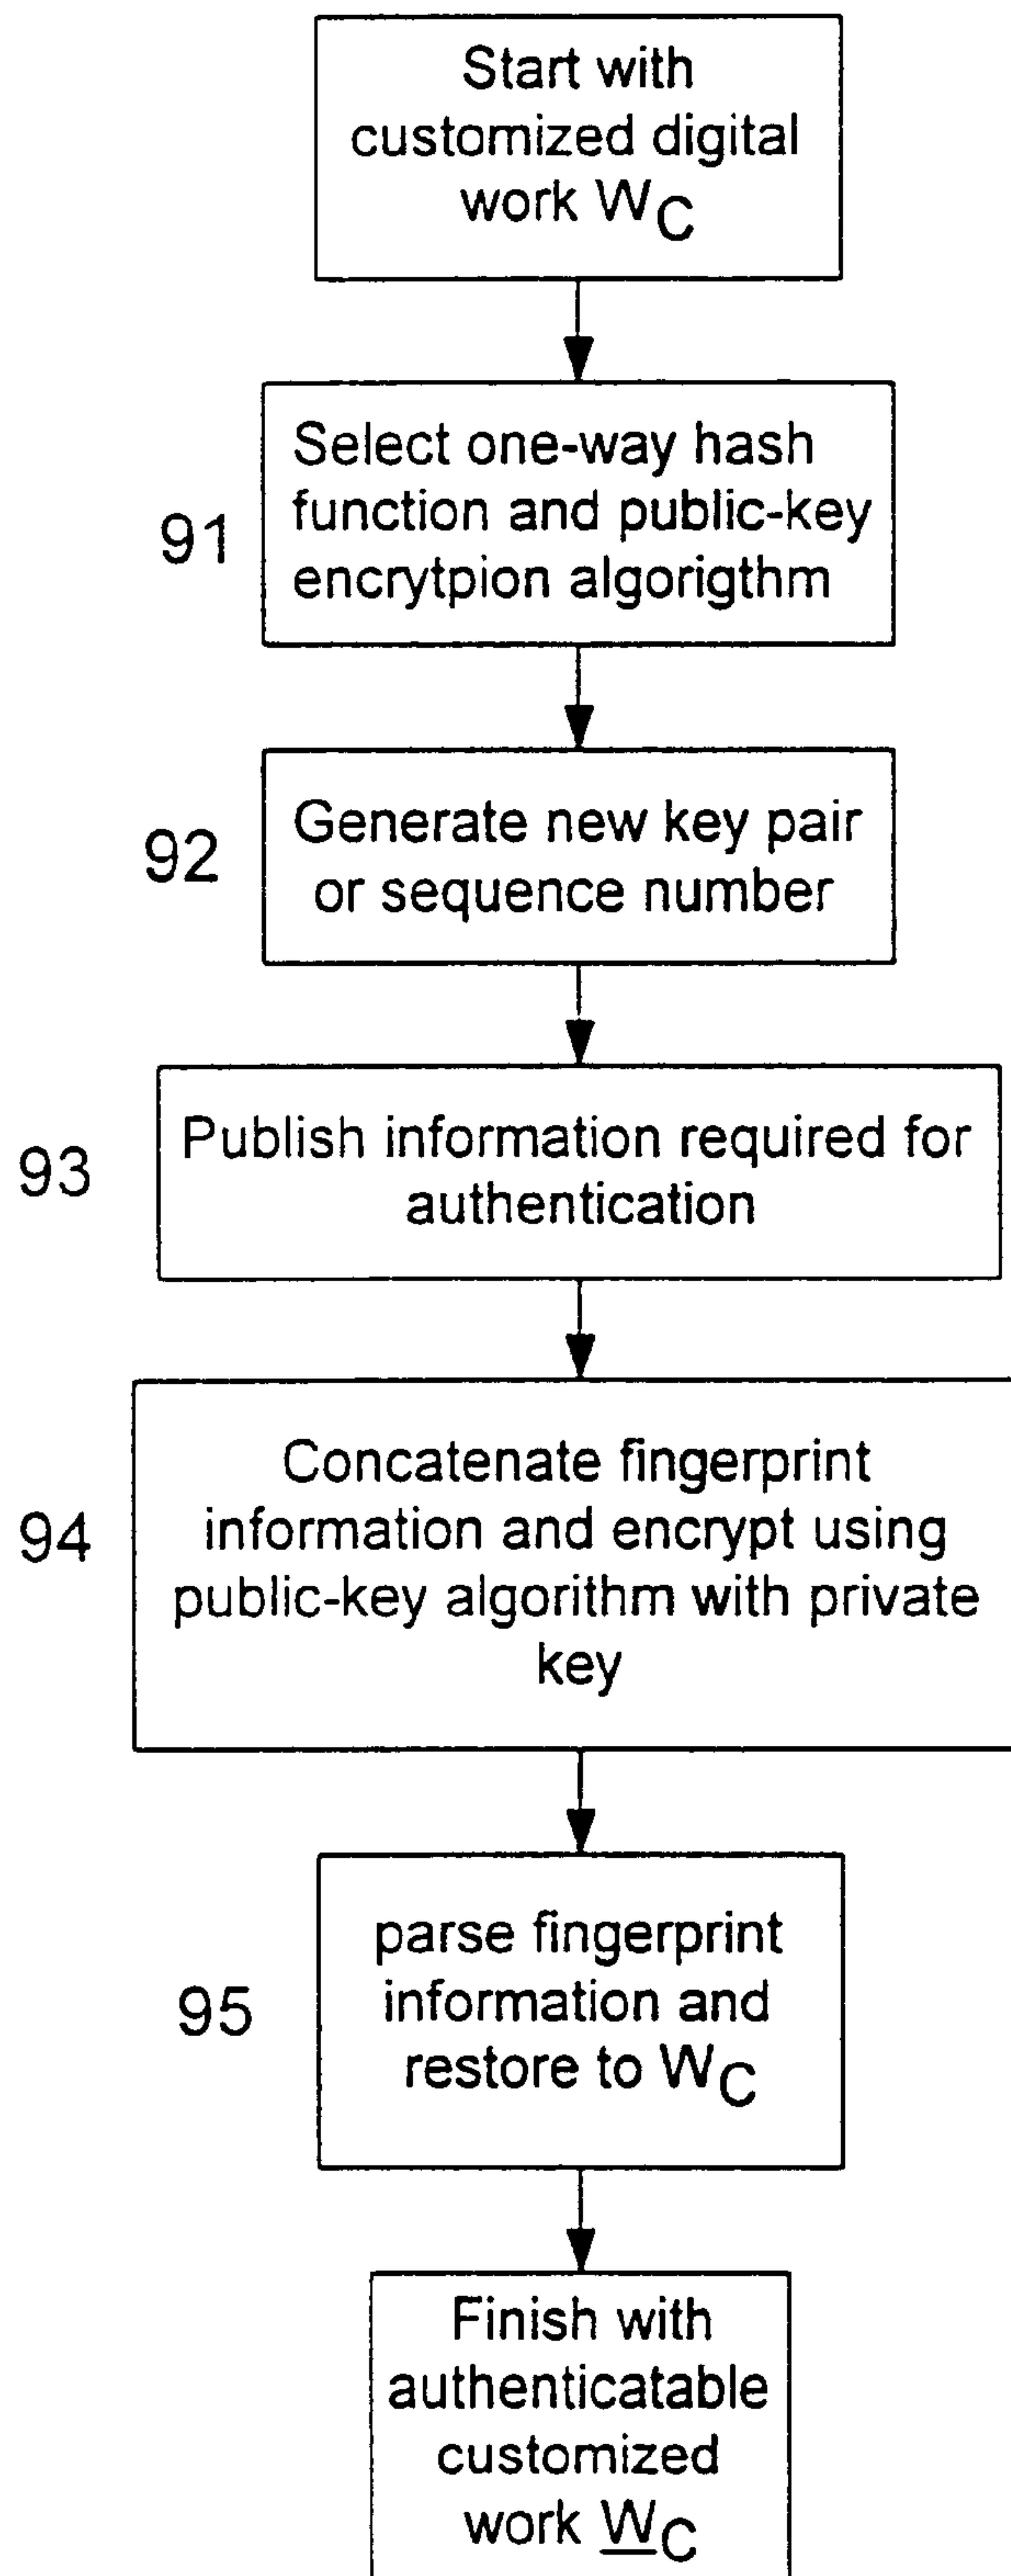 Start with
customized digital
work W_C
91
Select one-way hash
function and public-key
encrytpion algorigthm
92
Generate new key pair
or sequence number
93
Publish information required for
authentication
94
Concatenate fingerprint
information and encrypt using
public-key algorithm with private
key
95
parse fingerprint
information and
restore to W_C
Finish with
authenticatable
customized
work W_C